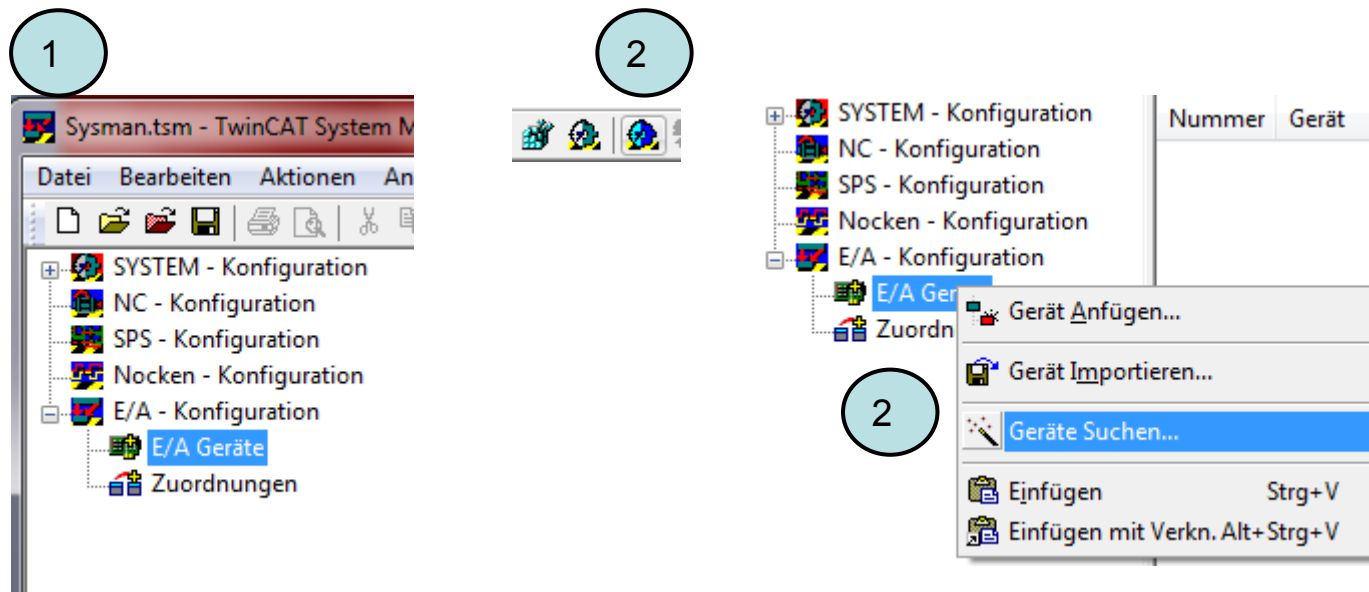 1
Sysman.tsm - TwinCAT System M
Datei Bearbeiten Aktionen An
SYSTEM - Konfiguration
NC - Konfiguration
SPS - Konfiguration
Nocken - Konfiguration
E/A - Konfiguration
E/A Geräte
Zuordnungen
2
SYSTEM - Konfiguration
NC - Konfiguration
SPS - Konfiguration
Nocken - Konfiguration
E/A - Konfiguration
E/A Ger
Zuordn
Nummer Gerät
2
Gerät Anfügen...
Gerät Importieren...
Geräte Suchen...
Einfügen Strg+V
Einfügen mit Verkn. Alt+Strg+V